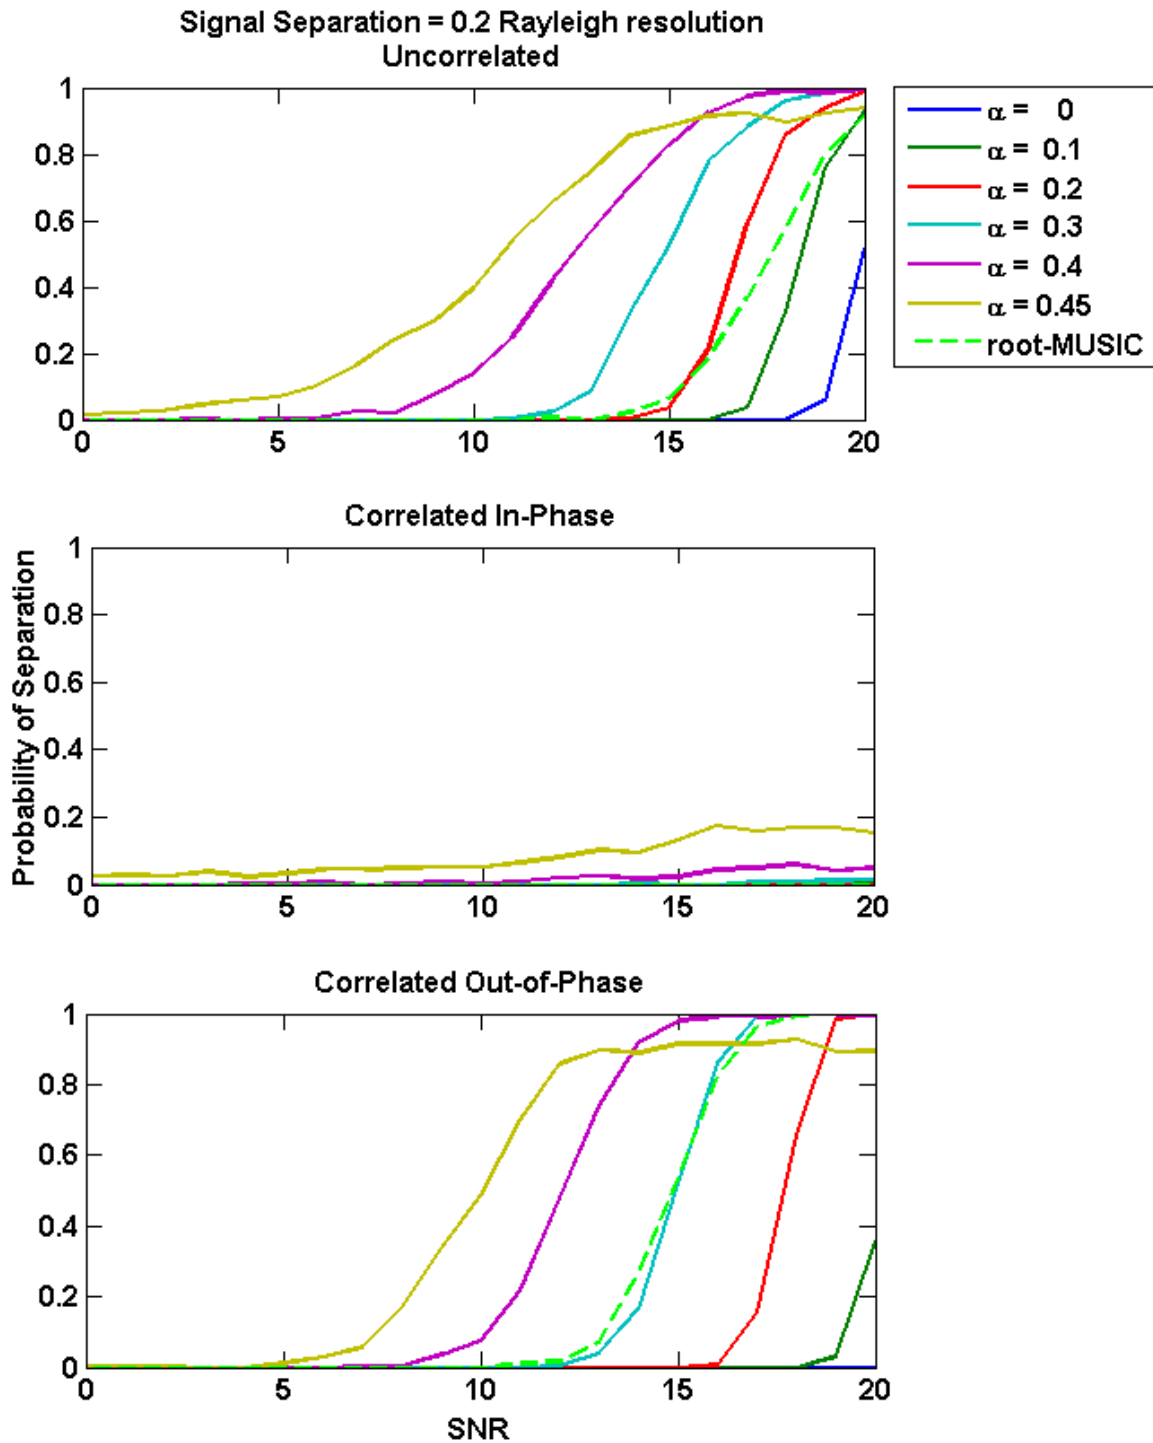 Signal Separation = 0.2 Rayleigh resolution
Uncorrelated
1
0.8
0.6
0.4
0.2
0
0 5 10 15 20
α = 0
α = 0.1
α = 0.2
α = 0.3
α = 0.4
α = 0.45
root-MUSIC
Correlated In-Phase
Probability of Separation
1
0.8
0.6
0.4
0.2
0
0 5 10 15 20
Correlated Out-of-Phase
1
0.8
0.6
0.4
0.2
0
0 5 10 15 20
SNR